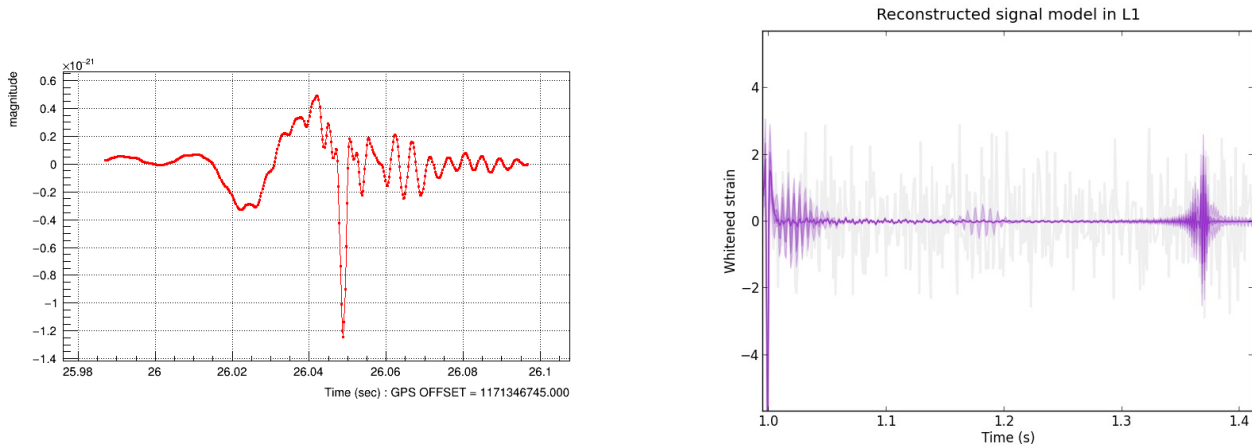 ×10⁻²¹
magnitude
0.6
0.4
0.2
0
−0.2
−0.4
−0.6
−0.8
−1
−1.2
−1.4
25.98 26 26.02 26.04 26.06 26.08 26.1
Time (sec) : GPS OFFSET = 1171346745.000
Reconstructed signal model in L1
Whitened strain
4
2
0
−2
−4
1.0 1.1 1.2 1.3 1.4
Time (s)